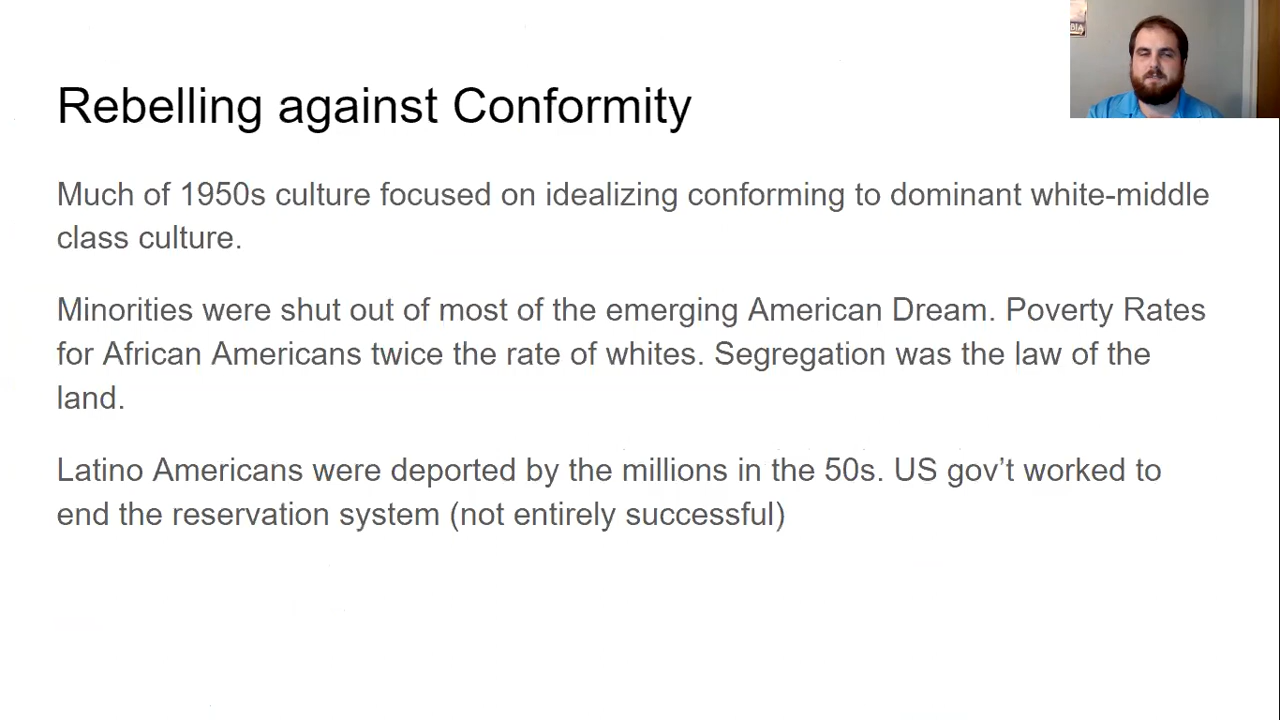 Rebelling against Conformity
Much of 1950s culture focused on idealizing conforming to dominant white-middle
class culture.
Minorities were shut out of most of the emerging American Dream. Poverty Rates
for African Americans twice the rate of whites. Segregation was the law of the
land.
Latino Americans were deported by the millions in the 50s. US gov’t worked to
end the reservation system (not entirely successful)